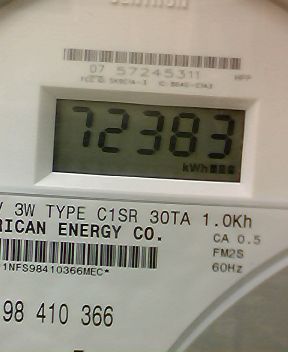 07 57245311 HPP
72383
kWh
V 3W TYPE C1SR 30TA 1.0Kh
RICAN ENERGY CO.
CA 0.5
FM2S
60Hz
1NFS98410366MEC*
98 410 366